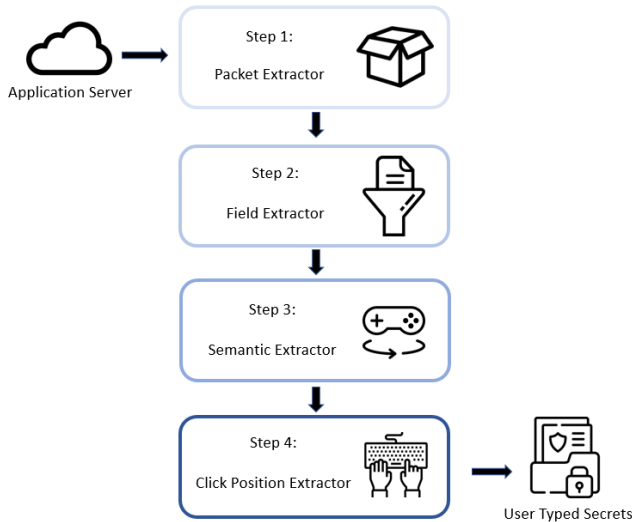 Application Server
Step 1:
Packet Extractor
Step 2:
Field Extractor
Step 3:
Semantic Extractor
Step 4:
Click Position Extractor
User Typed Secrets